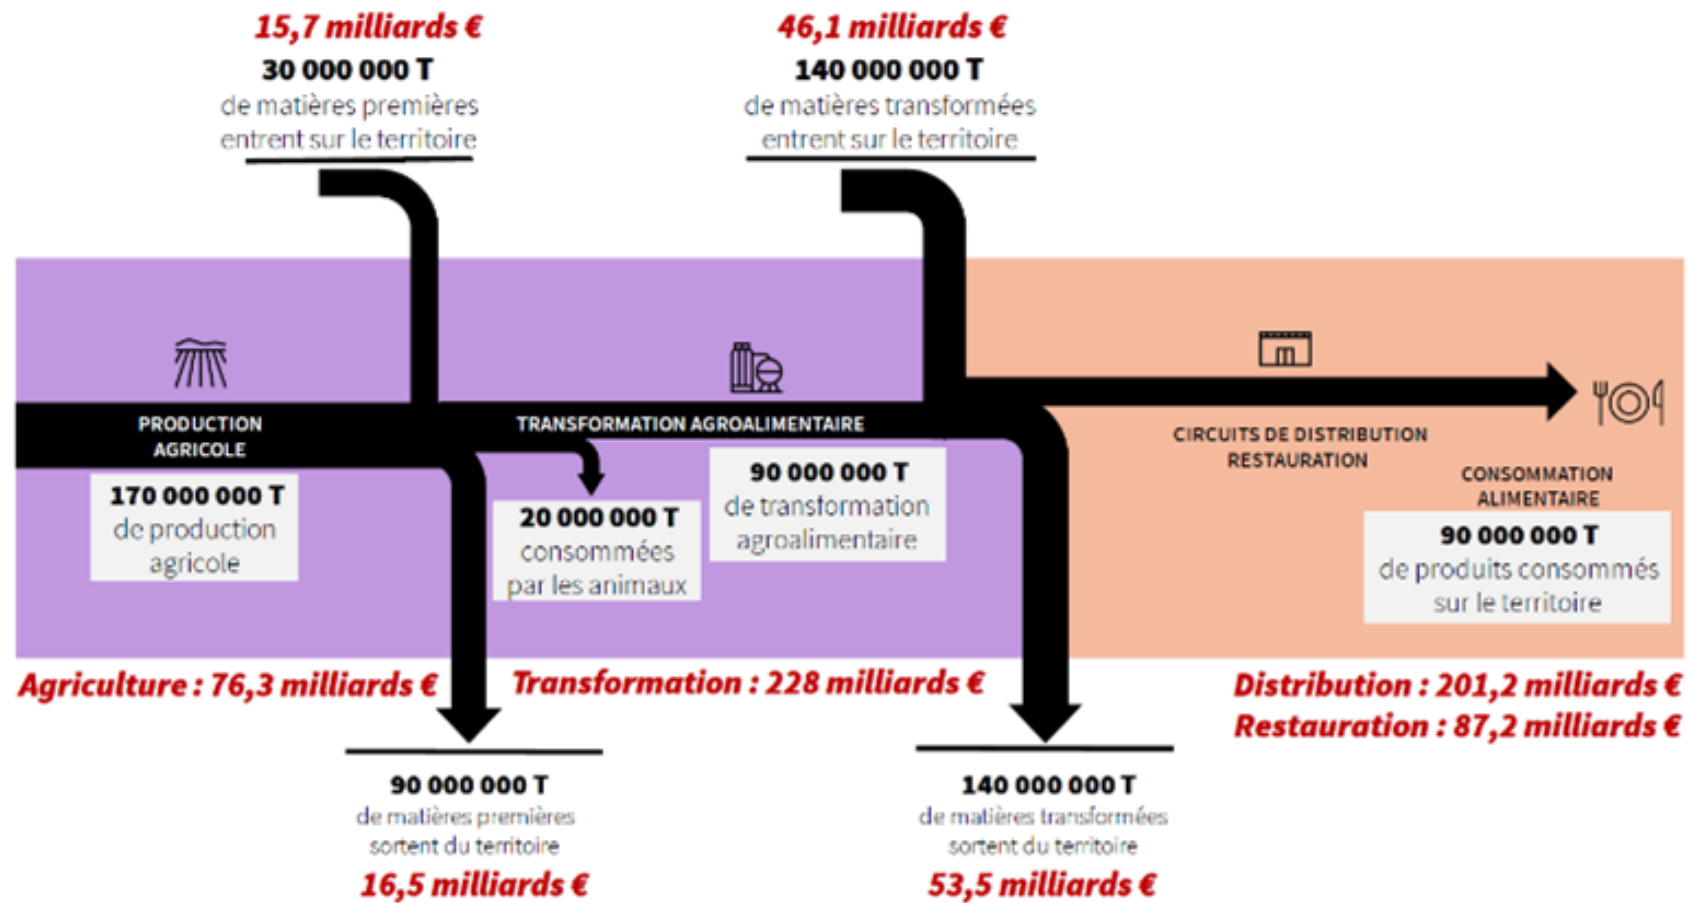 15,7 milliards €
30 000 000 T
de matières premières
entrent sur le territoire
46,1 milliards €
140 000 000 T
de matières transformées
entrent sur le territoire
PRODUCTION
AGRICOLE
170 000 000 T
de production
agricole
TRANSFORMATION AGROALIMENTAIRE
20 000 000 T
consommées
par les animaux
90 000 000 T
de transformation
agroalimentaire
CIRCUITS DE DISTRIBUTION
RESTAURATION
CONSOMMATION
ALIMENTAIRE
90 000 000 T
de produits consommés
sur le territoire
Agriculture : 76,3 milliards €
Transformation : 228 milliards €
Distribution : 201,2 milliards €
Restauration : 87,2 milliards €
90 000 000 T
de matières premières
sortent du territoire
16,5 milliards €
140 000 000 T
de matières transformées
sortent du territoire
53,5 milliards €